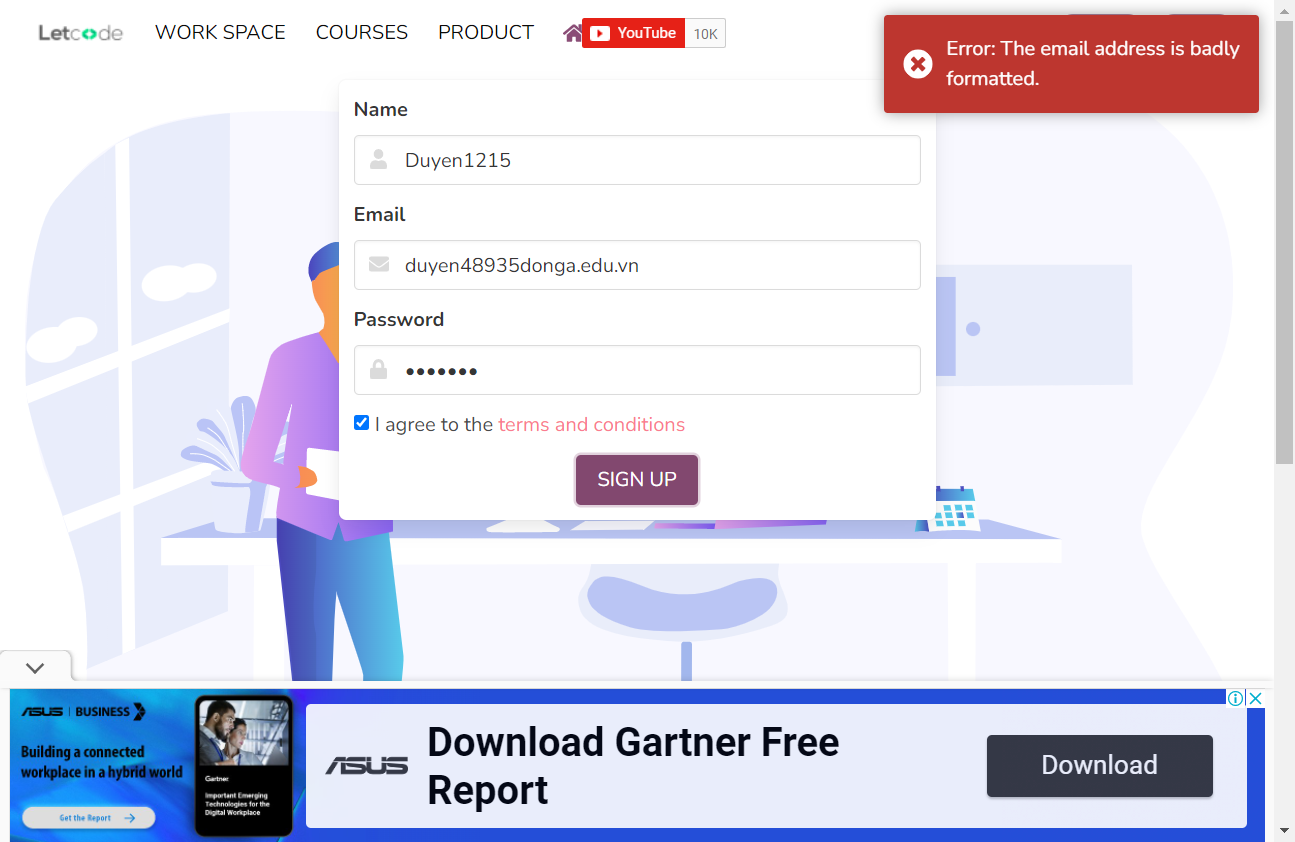 Letcode WORK SPACE COURSES PRODUCT YouTube 10K
Error: The email address is badly
formatted.
Name
Duyen1215
Email
duyen48935donga.edu.vn
Password
•••••••
I agree to the terms and conditions
SIGN UP
ASUS BUSINESS
Building a connected
workplace in a hybrid world
Get the Report
Gartner
Important Emerging
Technologies for the
Digital Workplace
ASUS
Download Gartner Free
Report
Download